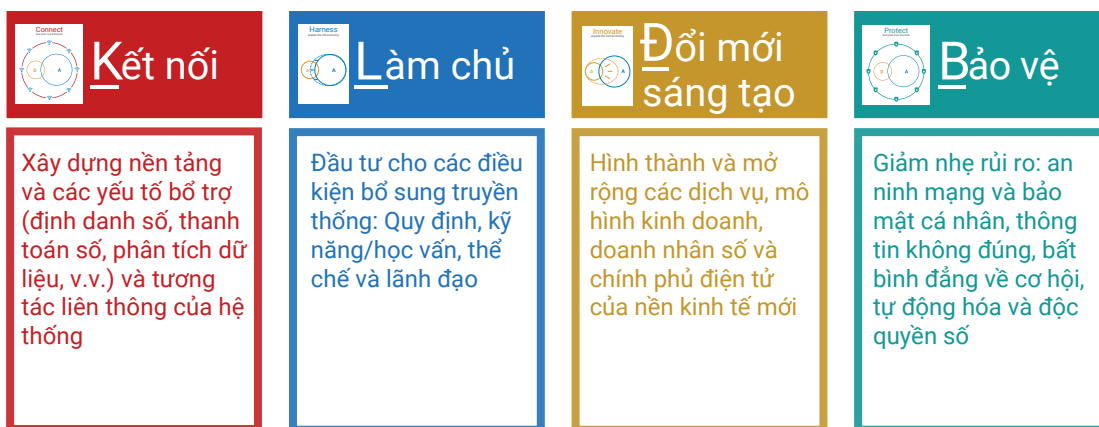 Connect
Kết nối
Xây dựng nền tảng
và các yếu tố bổ trợ
(định danh số, thanh
toán số, phân tích dữ
liệu, v.v.) và tương
tác liên thông của hệ
thống
Harness
Làm chủ
Đầu tư cho các điều
kiện bổ sung truyền
thống: Quy định, kỹ
năng/học vấn, thể
chế và lãnh đạo
Innovate
Đổi mới
sáng tạo
Hình thành và mở
rộng các dịch vụ, mô
hình kinh doanh,
doanh nhân số và
chính phủ điện tử
của nền kinh tế mới
Protect
Bảo vệ
Giảm nhẹ rủi ro: an
ninh mạng và bảo
mật cá nhân, thông
tin không đúng, bất
bình đẳng về cơ hội,
tự động hóa và độc
quyền số